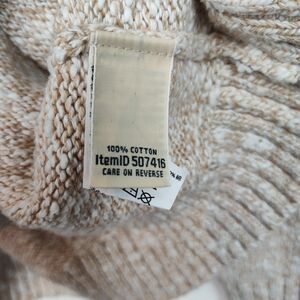 100% COTTON
ItemID 507416
CARE ON REVERSE